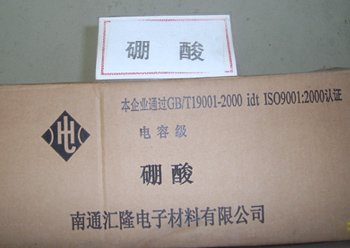 硼 酸
本企业通过GB/T19001-2000 idt ISO9001:2000认证
电容级
硼 酸
南通汇隆电子材料有限公司